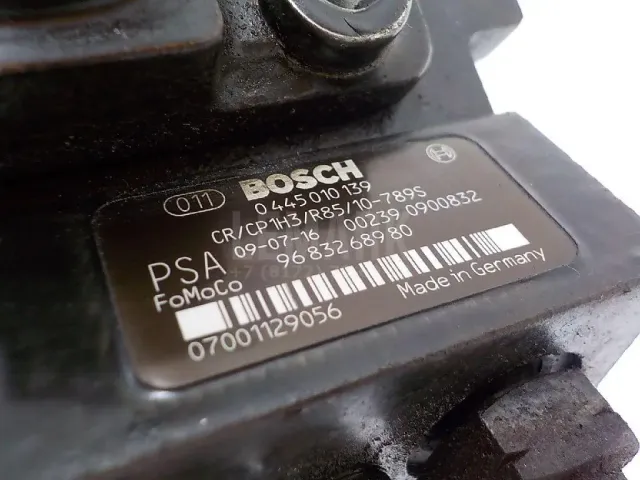 011 BOSCH
0 445 010 139
CR/CP1H3/R85/10-789S
09-07-16 00239 0900832
PSA 96 832 689 80
FoMoCo Made in Germany
07001129056